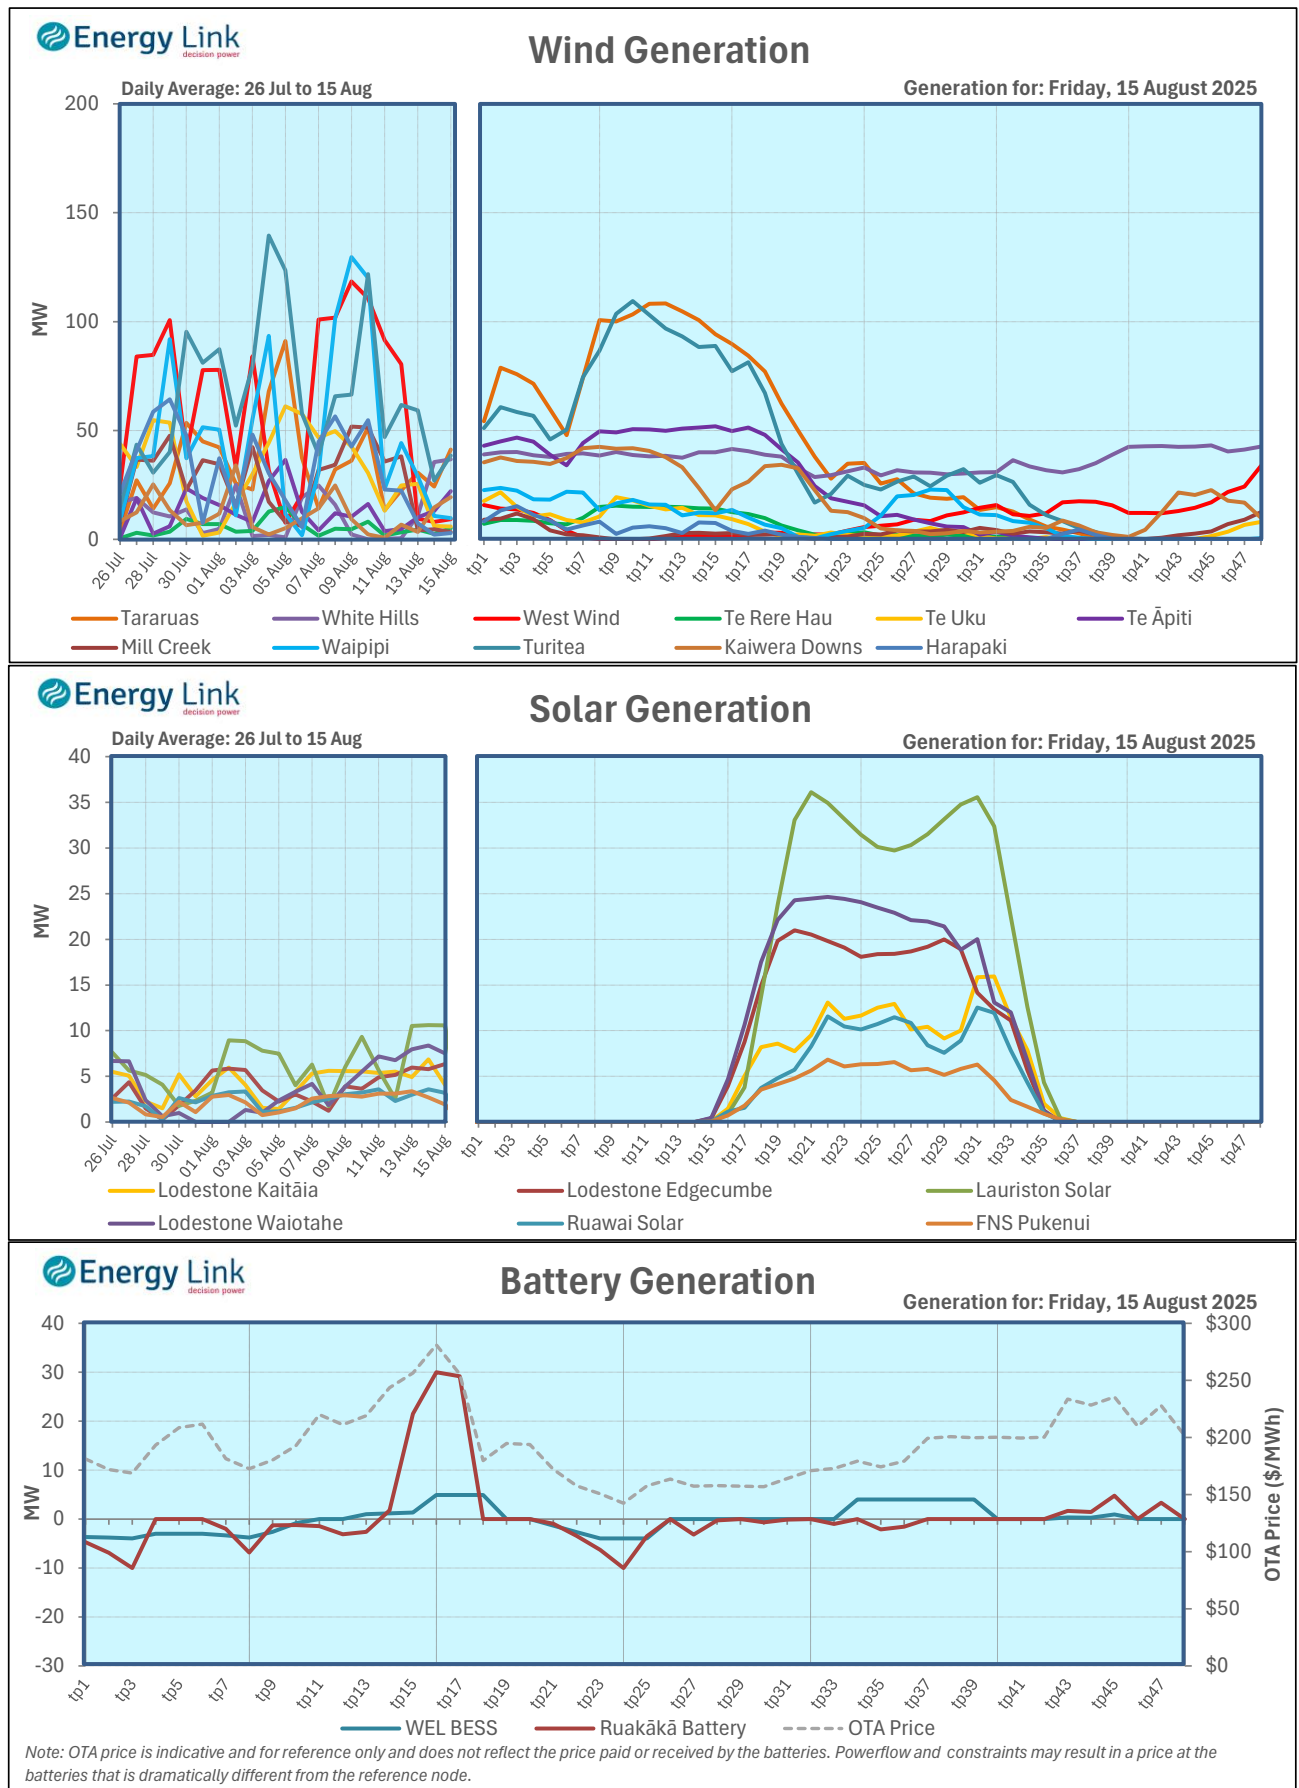 Energy Link
decision power
Wind Generation
Daily Average: 26 Jul to 15 Aug
Generation for: Friday, 15 August 2025
200
150
100
50
0
MW
26 Jul
28 Jul
30 Jul
01 Aug
03 Aug
05 Aug
07 Aug
09 Aug
11 Aug
13 Aug
15 Aug
tp1
tp3
tp5
tp7
tp9
tp11
tp13
tp15
tp17
tp19
tp21
tp23
tp25
tp27
tp29
tp31
tp33
tp35
tp37
tp39
tp41
tp43
tp45
tp47
Tararuas White Hills West Wind Te Rere Hau Te Uku Te Āpiti
Mill Creek Waipipi Turitea Kaiwera Downs Harapaki
Energy Link
decision power
Solar Generation
Daily Average: 26 Jul to 15 Aug
Generation for: Friday, 15 August 2025
40
35
30
25
20
15
10
5
0
MW
26 Jul
28 Jul
30 Jul
01 Aug
03 Aug
05 Aug
07 Aug
09 Aug
11 Aug
13 Aug
15 Aug
tp1
tp3
tp5
tp7
tp9
tp11
tp13
tp15
tp17
tp19
tp21
tp23
tp25
tp27
tp29
tp31
tp33
tp35
tp37
tp39
tp41
tp43
tp45
tp47
Lodestone Kaitāia Lodestone Edgecumbe Lauriston Solar
Lodestone Waiotahe Ruawai Solar FNS Pukenui
Energy Link
decision power
Battery Generation
Generation for: Friday, 15 August 2025
40
30
20
10
0
-10
-20
-30
MW
$300
$250
$200
$150
$100
$50
$0
OTA Price ($/MWh)
tp1
tp3
tp5
tp7
tp9
tp11
tp13
tp15
tp17
tp19
tp21
tp23
tp25
tp27
tp29
tp31
tp33
tp35
tp37
tp39
tp41
tp43
tp45
tp47
WEL BESS Ruakākā Battery OTA Price
Note: OTA price is indicative and for reference only and does not reflect the price paid or received by the batteries. Powerflow and constraints may result in a price at the
batteries that is dramatically different from the reference node.